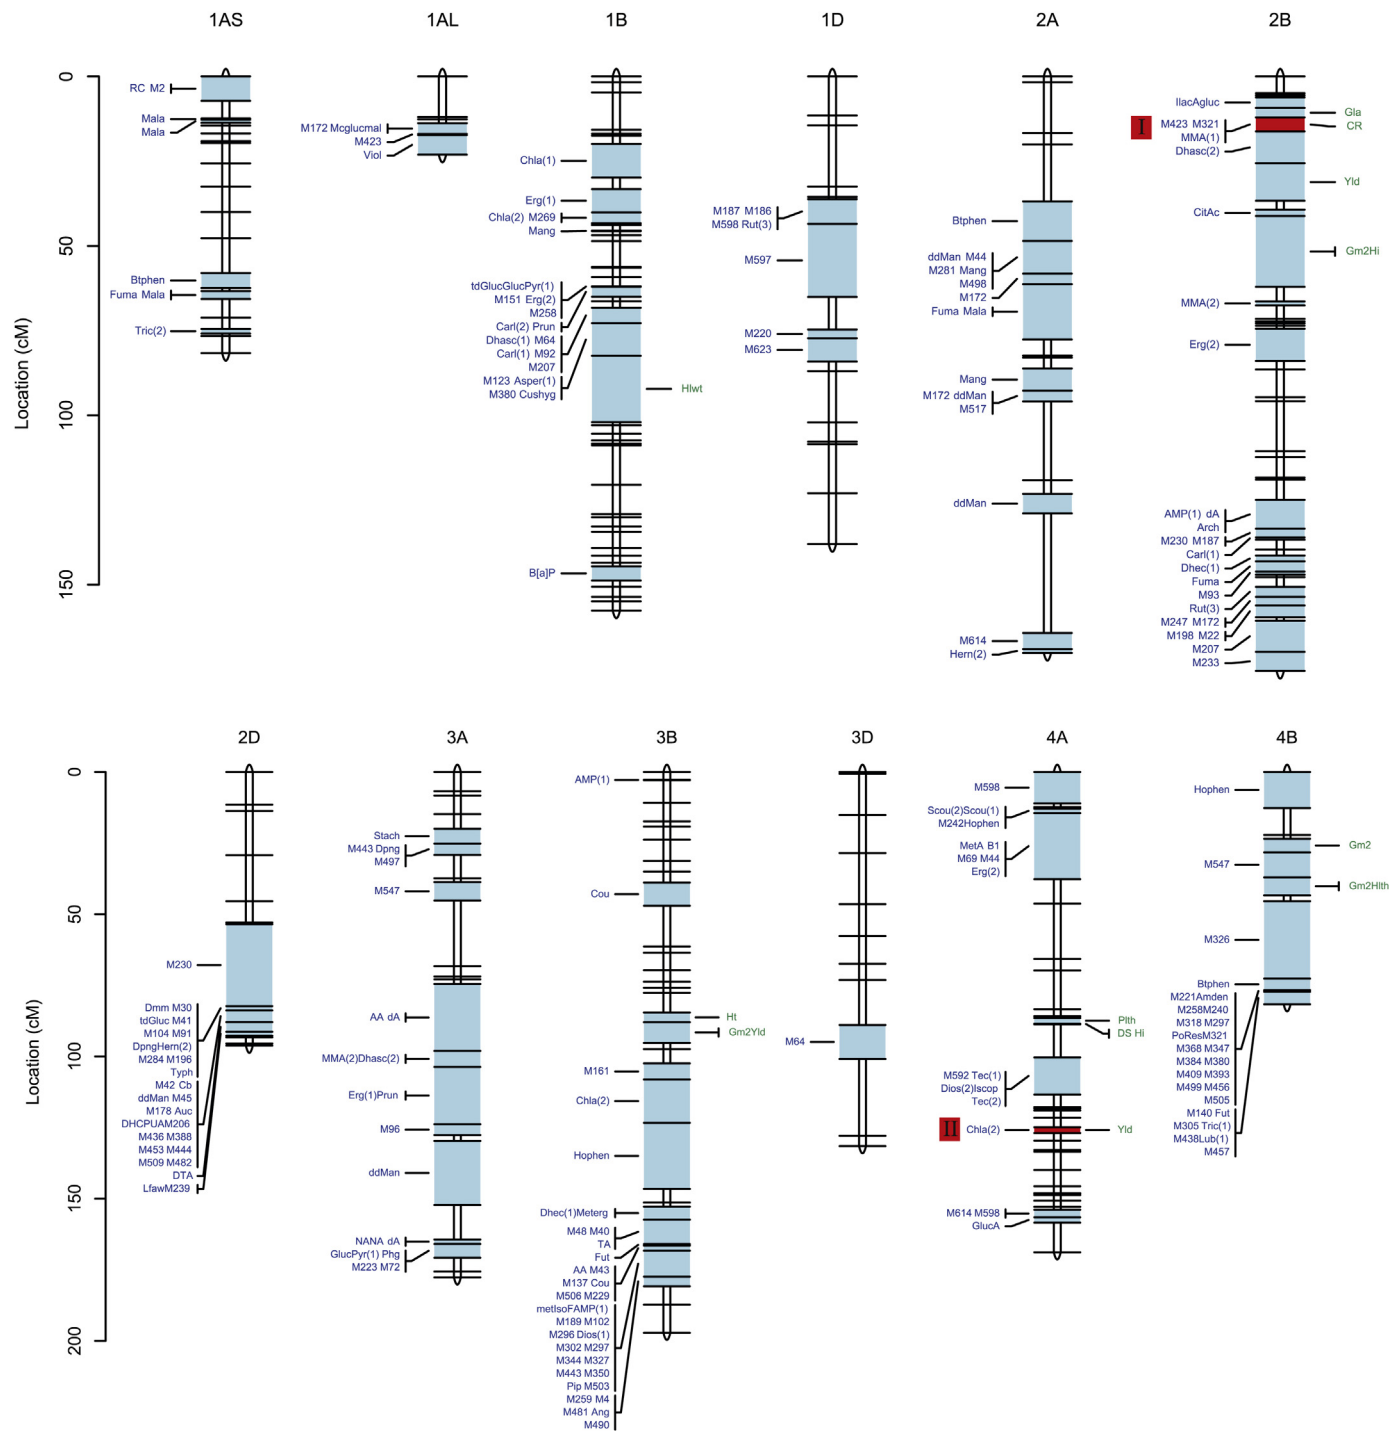 1AS
1AL
1B
1D
2A
2B
Location (cM)
0
50
100
150
RC M2
Mala
Mala
Btphen
Fuma Mala
Tric(2)
M172 Mcglucmal
M423
Viol
Chla(1)
Erg(1)
Chla(2) M269
Mang
tdGlucGlucPyr(1)
M151 Erg(2)
M258
Carl(2) Prun
Dhasc(1) M64
Carl(1) M92
M207
M123 Asper(1)
M380 Cushyg
B[a]P
Hlwt
M187 M186
M598 Rut(3)
M597
M220
M623
Btphen
ddMan M44
M281 Mang
M498
M172
Fuma Mala
Mang
M172 ddMan
M517
ddMan
M614
Hern(2)
IlacAgluc
I
M423 M321
MMA(1)
Dhasc(2)
CitAc
MMA(2)
Erg(2)
AMP(1) dA
Arch
M230 M187
Carl(1)
Dhec(1)
Fuma
M93
Rut(3)
M247 M172
M198 M22
M207
M233
Gla
CR
Yld
Gm2Hi
2D
3A
3B
3D
4A
4B
Location (cM)
0
50
100
150
200
M230
Dmm M30
tdGluc M41
M104 M91
DpngHern(2)
M284 M196
Typh
M42 Cb
ddMan M45
M178 Auc
DHCPUAM206
M436 M388
M453 M444
M509 M482
DTA
LfawM239
Stach
M443 Dpng
M497
M547
AA dA
MMA(2)Dhasc(2)
Erg(1)Prun
M96
ddMan
NANA dA
GlucPyr(1) Phg
M223 M72
AMP(1)
Cou
M161
Chla(2)
Hophen
Dhec(1)Meterg
M48 M40
TA
Fut
AA M43
M137 Cou
M506 M229
metIsoFAMP(1)
M189 M102
M296 Dios(1)
M302 M297
M344 M327
M443 M350
Pip M503
M259 M4
M481 Ang
M490
Ht
Gm2Yld
M64
M598
Scou(2)Scou(1)
M242Hophen
MetA B1
M69 M44
Erg(2)
M592 Tec(1)
Dios(2)Iscop
Tec(2)
II
Chla(2)
M614 M598
GlucA
Plth
DS Hi
Yld
Hophen
M547
M326
Btphen
M221Amden
M258M240
M318 M297
PoResM321
M368 M347
M384 M380
M409 M393
M499 M456
M505
M140 Fut
M305 Tric(1)
M438Lub(1)
M457
Gm2
Gm2Hlth